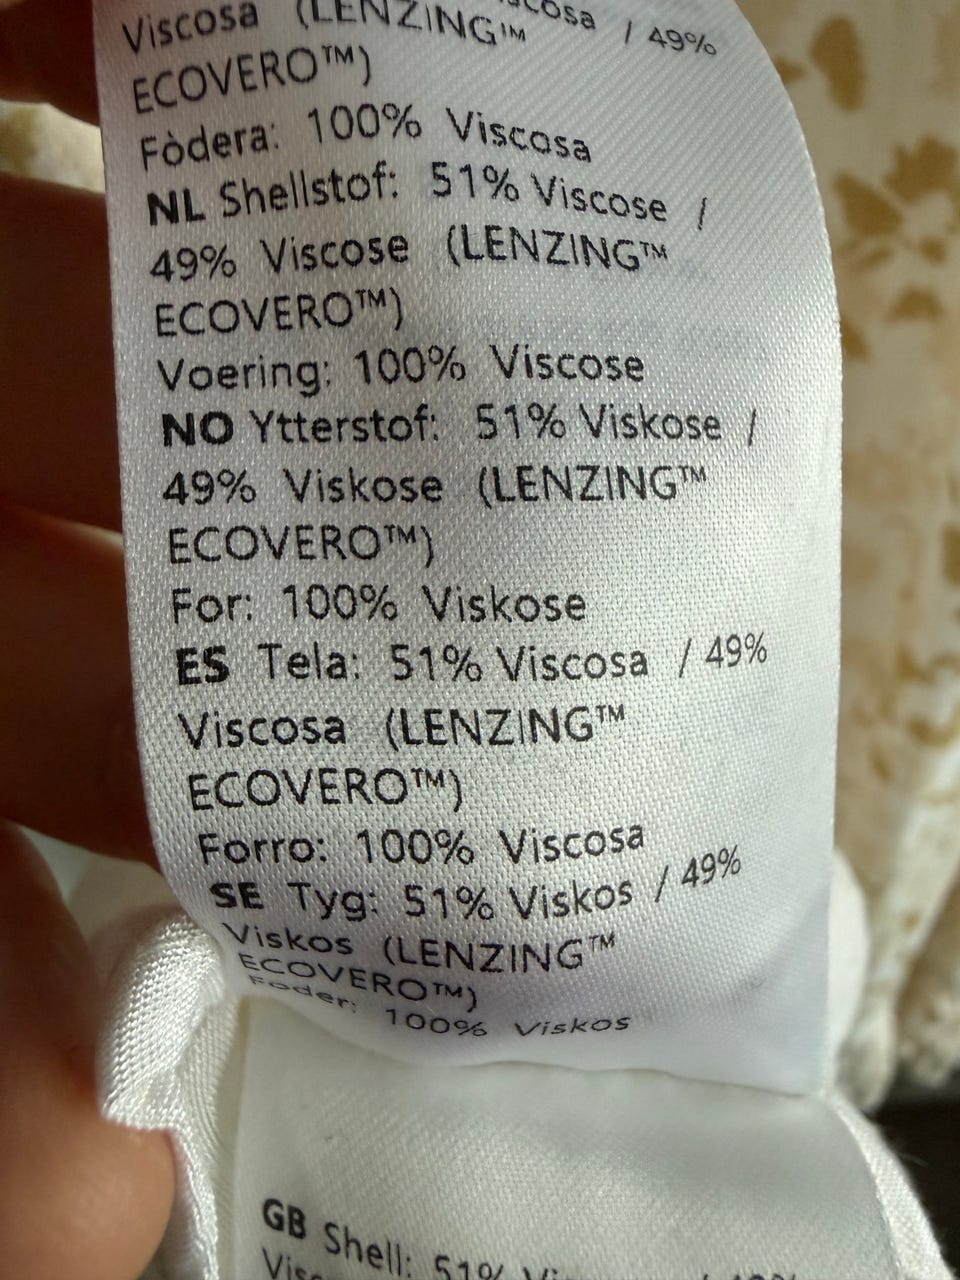 Viscosa / 49%
Viscosa (LENZING™
ECOVERO™)
Fòdera: 100% Viscosa
NL Shellstof: 51% Viscose /
49% Viscose (LENZING™
ECOVERO™)
Voering: 100% Viscose
NO Ytterstof: 51% Viskose /
49% Viskose (LENZING™
ECOVERO™)
For: 100% Viskose
ES Tela: 51% Viscosa / 49%
Viscosa (LENZING™
ECOVERO™)
Forro: 100% Viscosa
SE Tyg: 51% Viskos / 49%
Viskos (LENZING™
ECOVERO™)
Foder: 100% Viskos
GB Shell: 51%